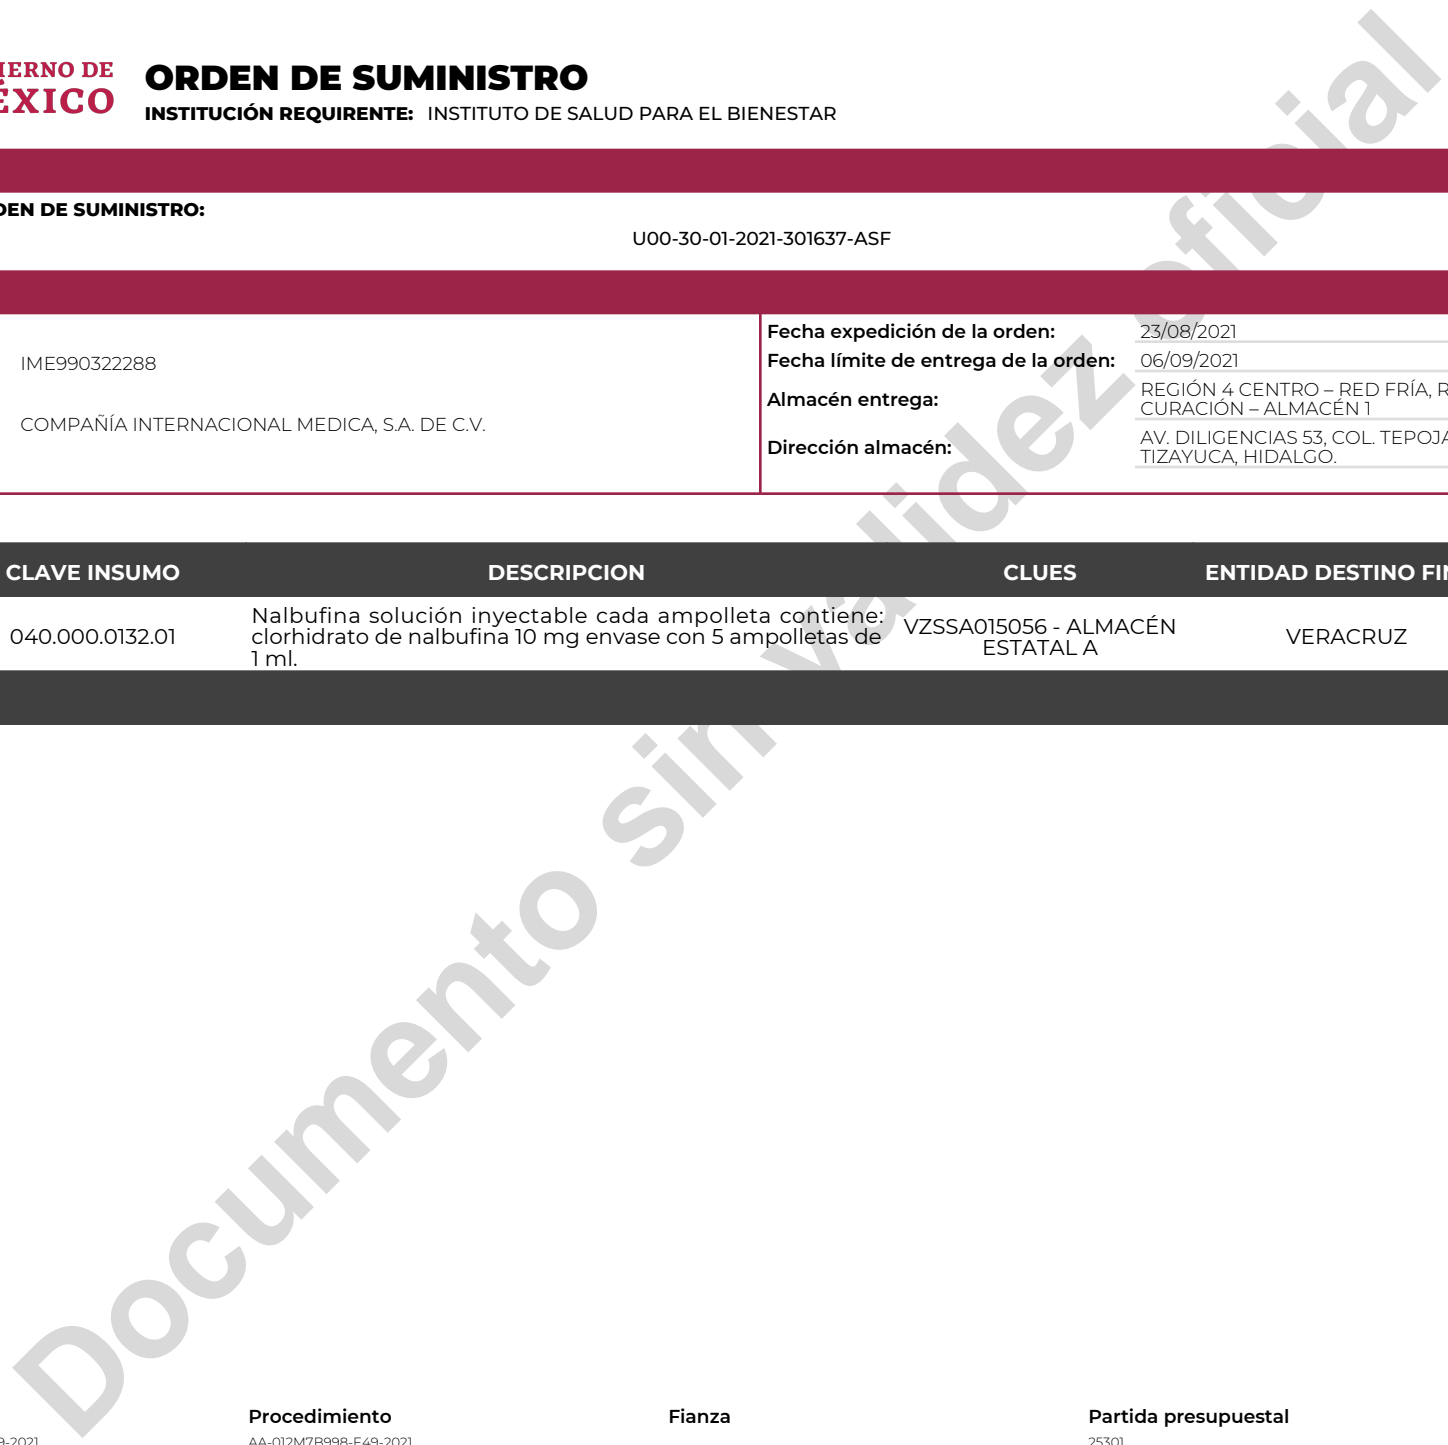 IERNO DE
ÉXICO
ORDEN DE SUMINISTRO
INSTITUCIÓN REQUIRENTE: INSTITUTO DE SALUD PARA EL BIENESTAR
DEN DE SUMINISTRO:
U00-30-01-2021-301637-ASF
IME990322288
COMPAÑÍA INTERNACIONAL MEDICA, S.A. DE C.V.
Fecha expedición de la orden: 23/08/2021
Fecha límite de entrega de la orden: 06/09/2021
Almacén entrega: REGIÓN 4 CENTRO – RED FRÍA, R
CURACIÓN – ALMACÉN 1
Dirección almacén: AV. DILIGENCIAS 53, COL. TEPOJA
TIZAYUCA, HIDALGO.
CLAVE INSUMO DESCRIPCION CLUES ENTIDAD DESTINO FIN
040.000.0132.01
Nalbufina solución inyectable cada ampolleta contiene:
clorhidrato de nalbufina 10 mg envase con 5 ampolletas de
1 ml.
VZSSA015056 - ALMACÉN
ESTATAL A
VERACRUZ
Documento sin validez oficial
Procedimiento Fianza Partida presupuestal
9-2021 AA-012M7B998-E49-2021 25301